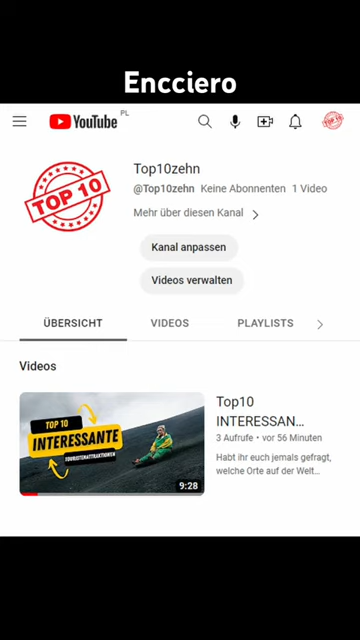 Encciero
YouTube PL
TOP 10
TOP 10
Top10zehn
@Top10zehn Keine Abonnenten 1 Video
Mehr über diesen Kanal
Kanal anpassen
Videos verwalten
ÜBERSICHT VIDEOS PLAYLISTS
Videos
TOP 10
INTERESSANTE
TOURISTENATTRAKTIONEN
9:28
Top10
INTERESSAN...
3 Aufrufe • vor 56 Minuten
Habt ihr euch jemals gefragt,
welche Orte auf der Welt...